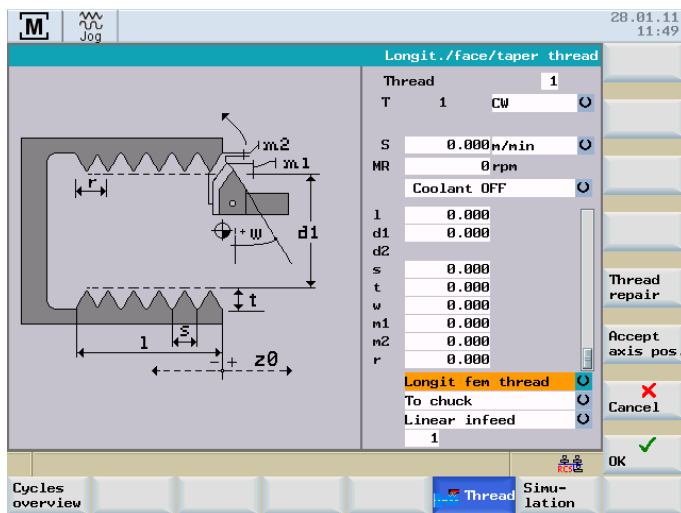 M
Jog
28.01.11
11:49
Longit./face/taper thread
Thread 1
T 1 CW
S 0.000 m/min
MR 0 rpm
Coolant OFF
l 0.000
d1 0.000
d2
s 0.000
t 0.000
w 0.000
m1 0.000
m2 0.000
r 0.000
Longit fem thread
To chuck
Linear infeed
1
m2
m1
r
+ w
d1
t
s
l
- + z0
Thread
repair
Accept
axis pos.
Cancel
OK
RCS
Cycles
overview
Thread
Simu-
lation